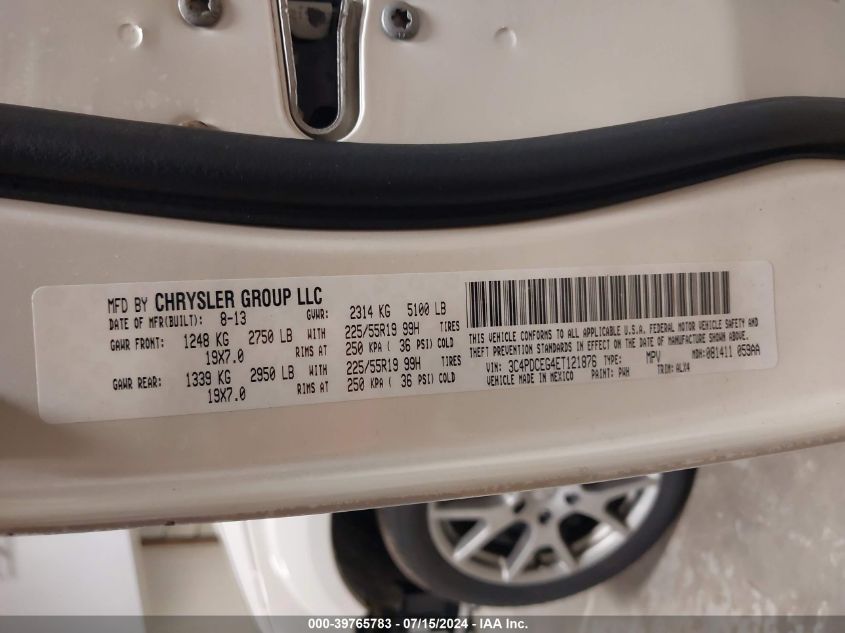 MFD BY CHRYSLER GROUP LLC
DATE OF MFR(BUILT): 8-13 GVWR: 2314 KG 5100 LB
GAWR FRONT: 1248 KG 2750 LB WITH 225/55R19 99H TIRES
19X7.0 RIMS AT 250 KPA ( 36 PSI) COLD
GAWR REAR: 1339 KG 2950 LB WITH 225/55R19 99H TIRES
19X7.0 RIMS AT 250 KPA ( 36 PSI) COLD
THIS VEHICLE CONFORMS TO ALL APPLICABLE U.S.A. FEDERAL MOTOR VEHICLE SAFETY AND
THEFT PREVENTION STANDARDS IN EFFECT ON THE DATE OF MANUFACTURE SHOWN ABOVE.
VIN: 3C4PDCEG4ET121876 TYPE: MPV MDH: 081411 059AA
VEHICLE MADE IN MEXICO PAINT: PWH TRIM: ALX4
000-39765783 - 07/15/2024 - IAA Inc.